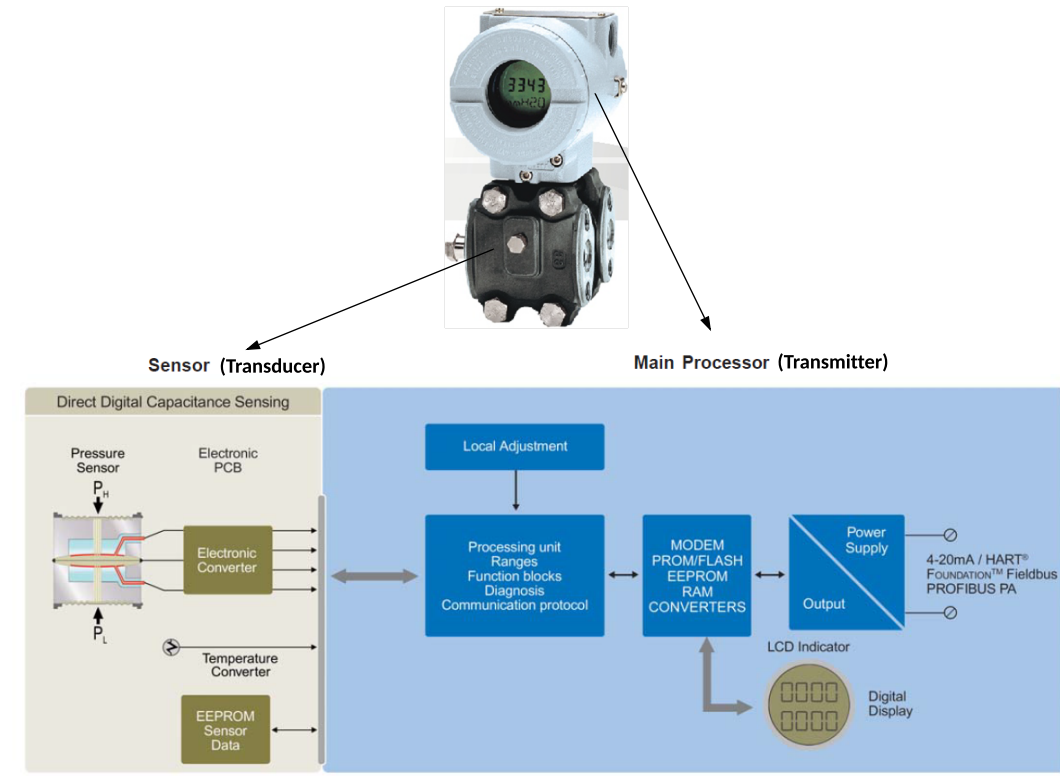 3343
mmH2O
Sensor (Transducer)
Main Processor (Transmitter)
Direct Digital Capacitance Sensing
Pressure
Sensor
Electronic
PCB
PH
Electronic
Converter
PL
Temperature
Converter
EEPROM
Sensor
Data
Local Adjustment
Processing unit
Ranges
Function blocks
Diagnosis
Communication protocol
MODEM
PROM/FLASH
EEPROM
RAM
CONVERTERS
Power
Supply
Output
4-20mA / HART®
FOUNDATION™ Fieldbus
PROFIBUS PA
LCD Indicator
Digital
Display